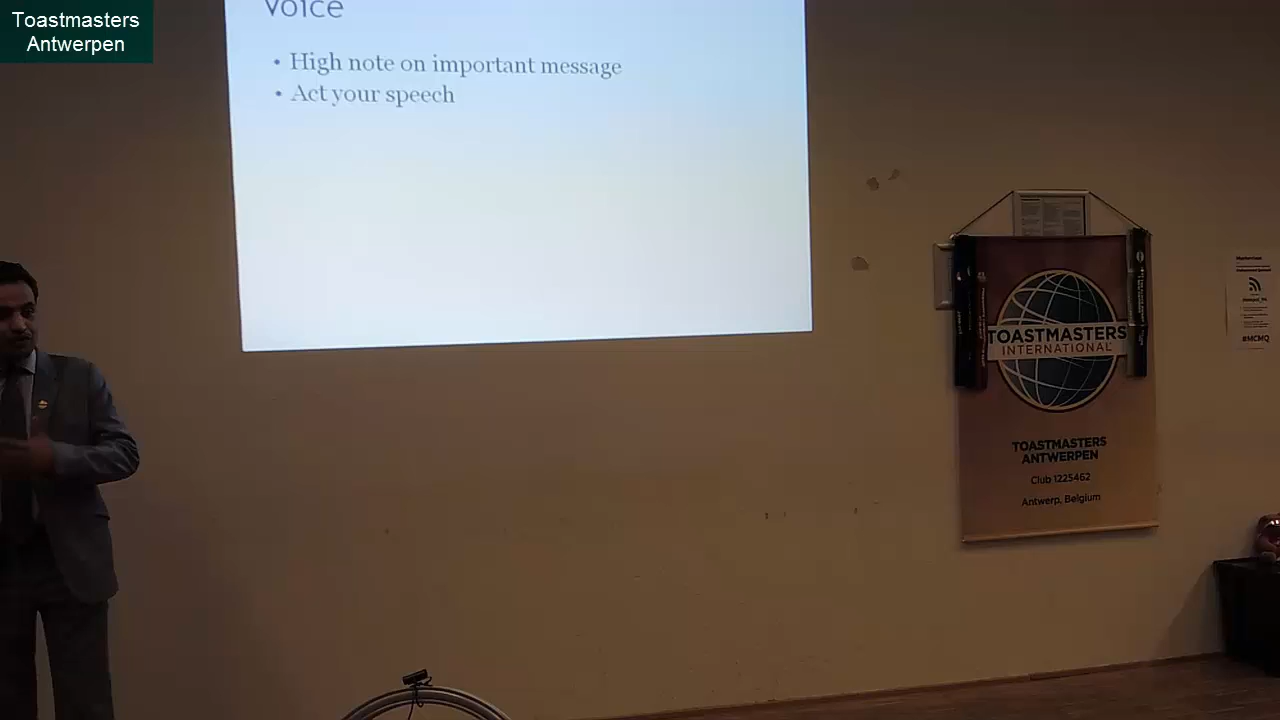 Toastmasters
Antwerpen
Voice
• High note on important message
• Act your speech
TOASTMASTERS
INTERNATIONAL
TOASTMASTERS
ANTWERPEN
Club 1225462
Antwerp, Belgium
Masterclass
#MCMQ